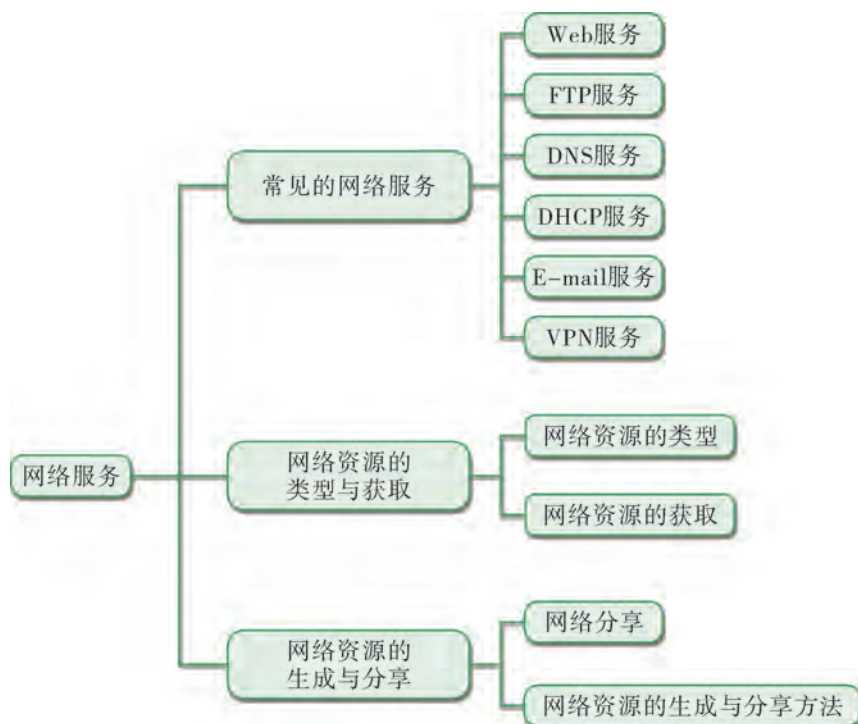 网络服务
常见的网络服务
Web服务
FTP服务
DNS服务
DHCP服务
E-mail服务
VPN服务
网络资源的
类型与获取
网络资源的类型
网络资源的获取
网络资源的
生成与分享
网络分享
网络资源的生成与分享方法